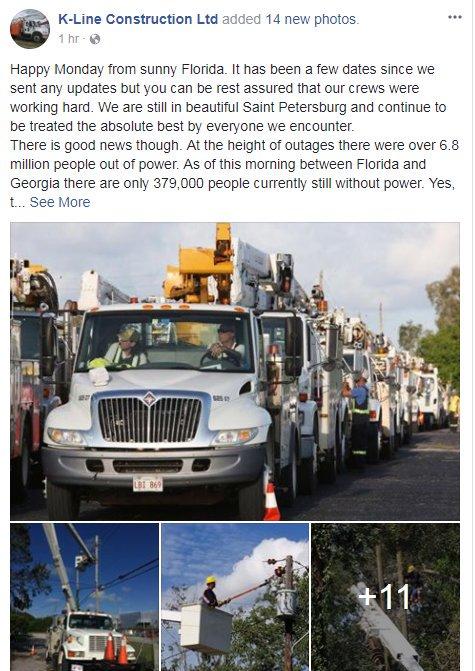 K-Line Construction Ltd added 14 new photos.
1 hr ·
Happy Monday from sunny Florida. It has been a few dates since we
sent any updates but you can be rest assured that our crews were
working hard. We are still in beautiful Saint Petersburg and continue to
be treated the absolute best by everyone we encounter.
There is good news though. At the height of outages there were over 6.8
million people out of power. As of this morning between Florida and
Georgia there are only 379,000 people currently still without power. Yes,
t... See More
LBI 869
+11